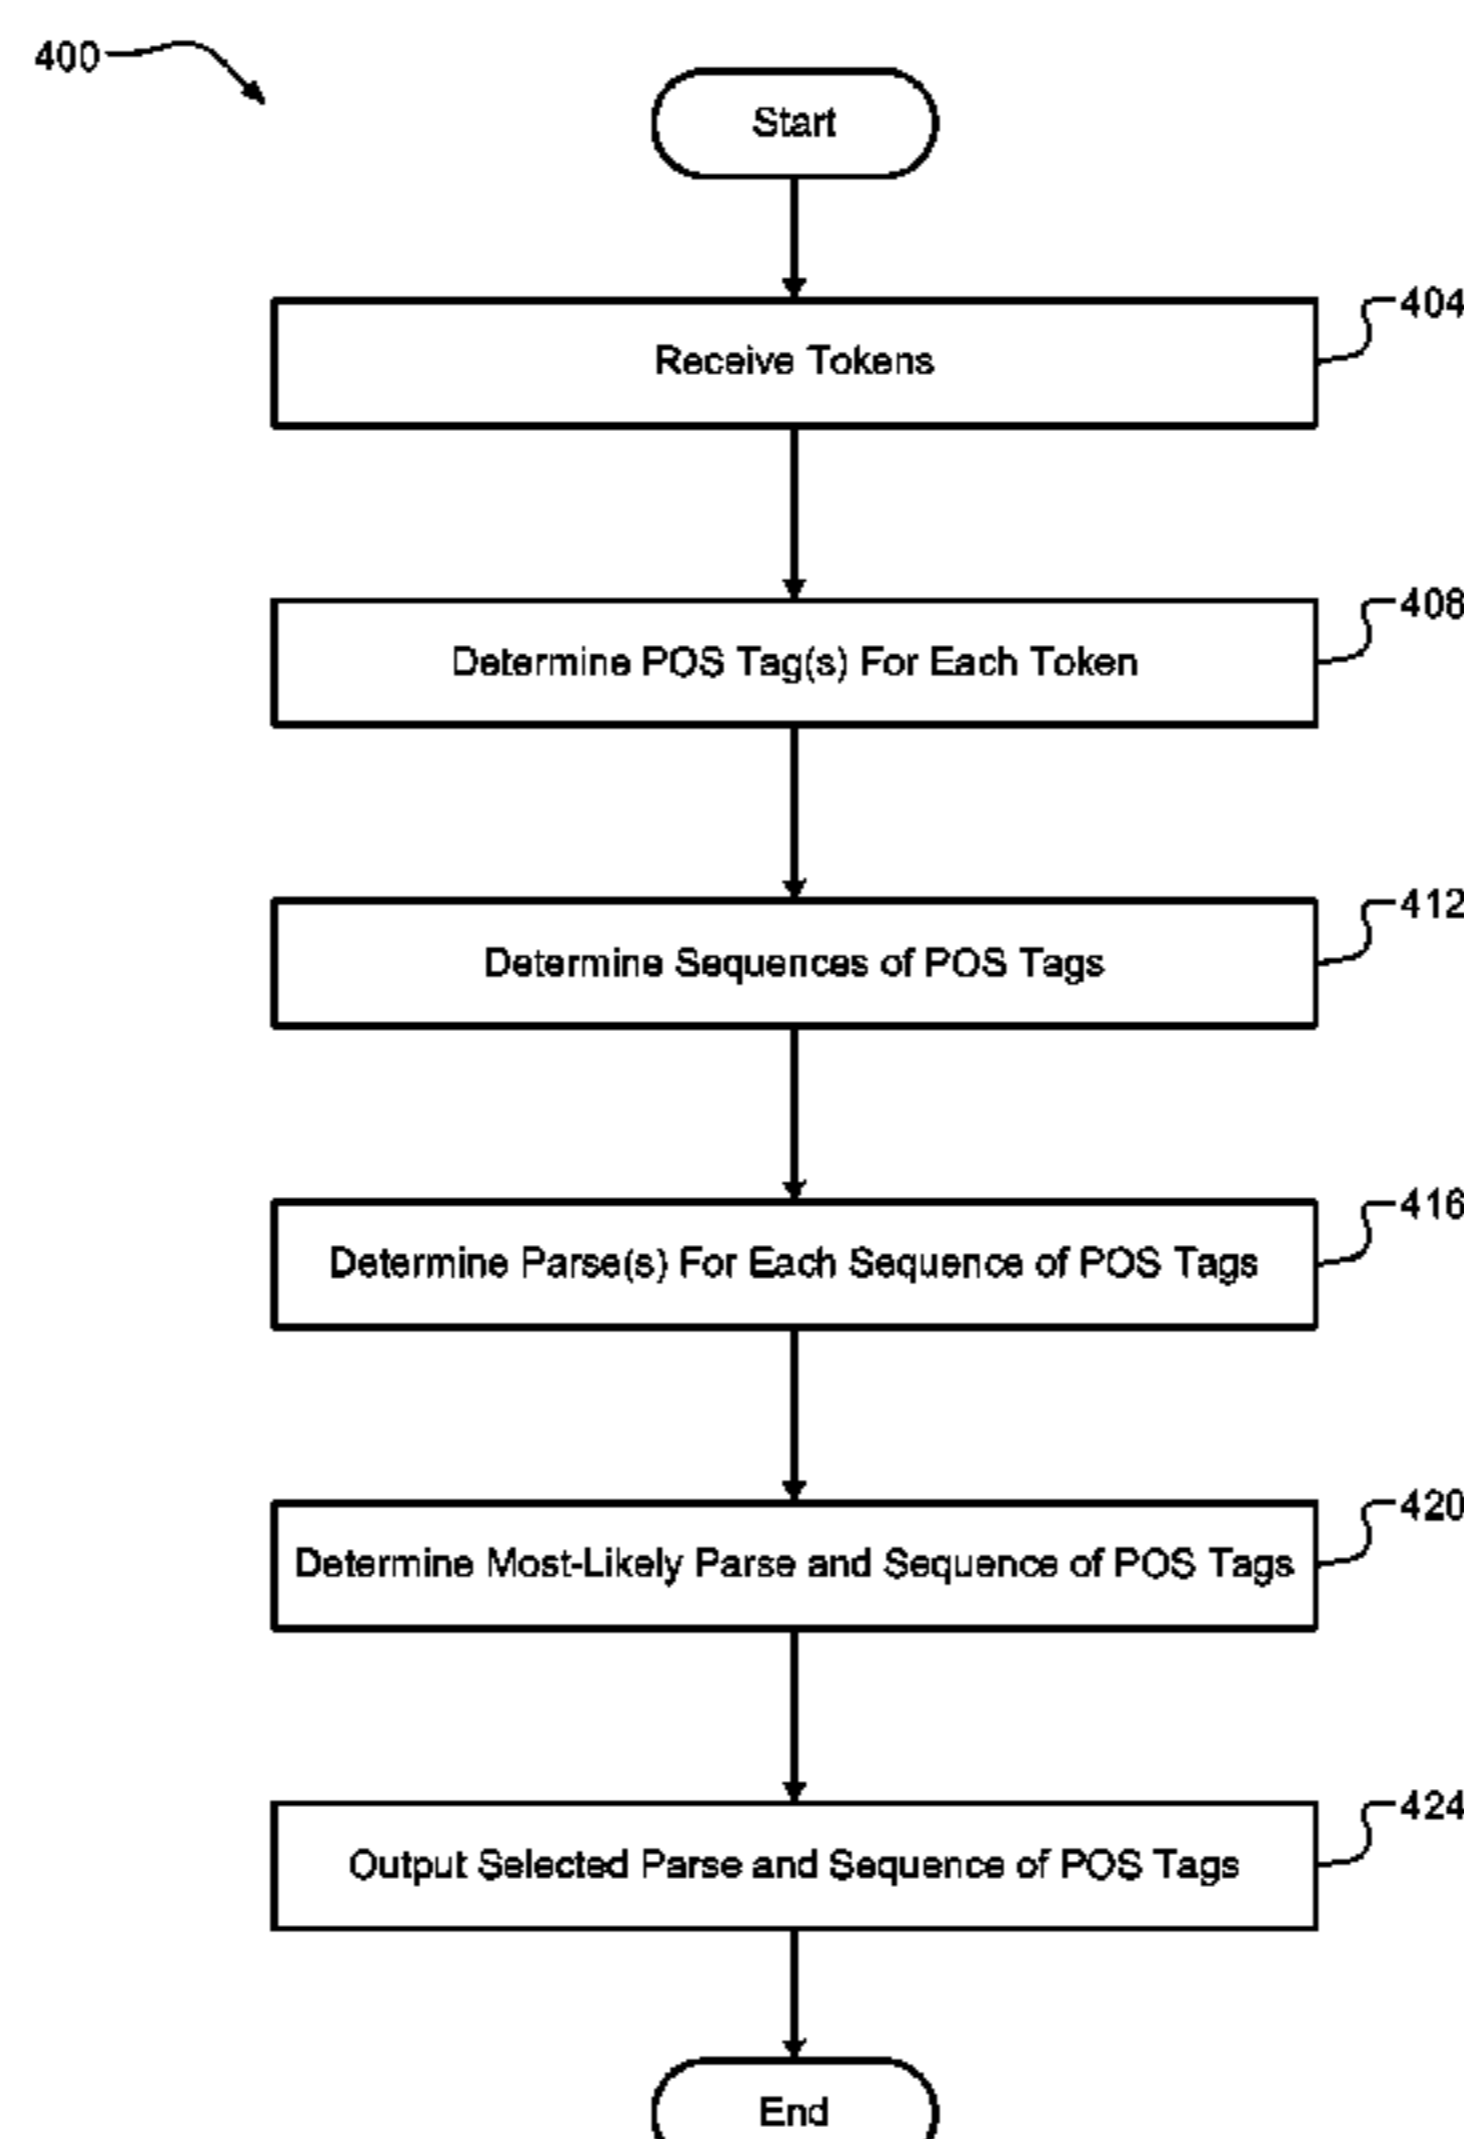 400
Start
404
Receive Tokens
408
Determine POS Tag(s) For Each Token
412
Determine Sequences of POS Tags
416
Determine Parse(s) For Each Sequence of POS Tags
420
Determine Most-Likely Parse and Sequence of POS Tags
424
Output Selected Parse and Sequence of POS Tags
End